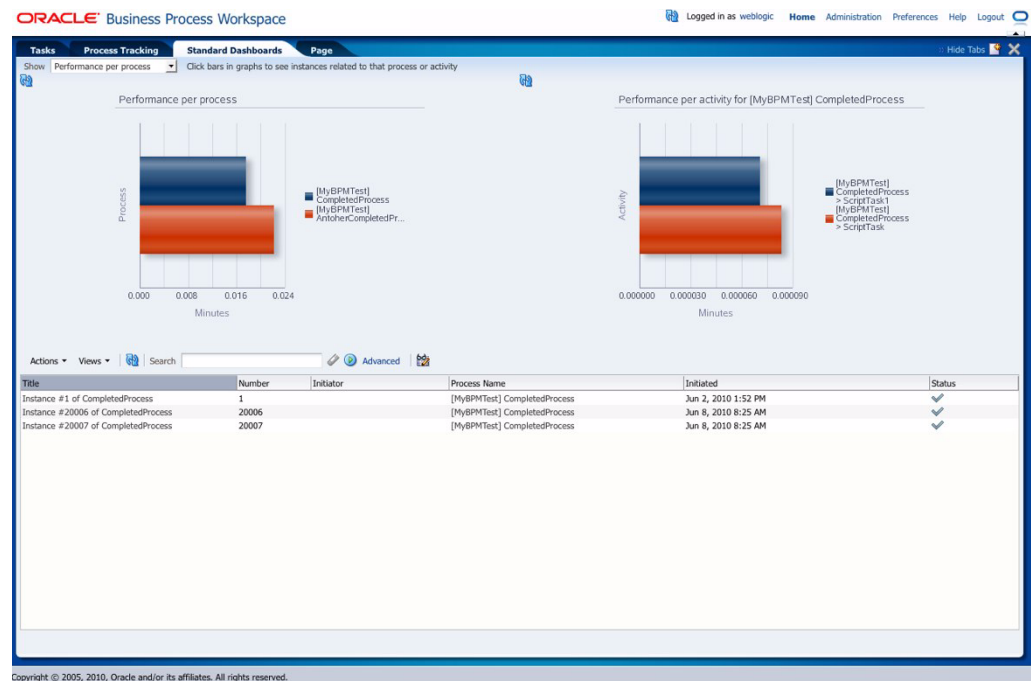 ORACLE Business Process Workspace
Logged in as weblogic Home Administration Preferences Help Logout
Tasks Process Tracking Standard Dashboards Page
:: Hide Tabs
Show Performance per process Click bars in graphs to see instances related to that process or activity
Performance per process
Process
[MyBPMTest]
CompletedProcess
[MyBPMTest]
AntoherCompletedPr...
0.000 0.008 0.016 0.024
Minutes
Performance per activity for [MyBPMTest] CompletedProcess
Activity
[MyBPMTest]
CompletedProcess
> ScriptTask1
[MyBPMTest]
CompletedProcess
> ScriptTask
0.000000 0.000030 0.000060 0.000090
Minutes
Actions Views Search Advanced
Title Number Initiator Process Name Initiated Status
Instance #1 of CompletedProcess 1 [MyBPMTest] CompletedProcess Jun 2, 2010 1:52 PM
Instance #20006 of CompletedProcess 20006 [MyBPMTest] CompletedProcess Jun 8, 2010 8:25 AM
Instance #20007 of CompletedProcess 20007 [MyBPMTest] CompletedProcess Jun 8, 2010 8:25 AM
Copyright © 2005, 2010, Oracle and/or its affiliates. All rights reserved.